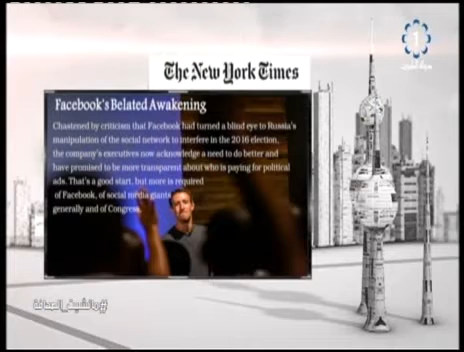 The New York Times
Facebook's Belated Awakening
Chastened by criticism that Facebook had turned a blind eye to Russia's
manipulation of the social network to interfere in the 2016 election,
the company's executives now acknowledge a need to do better and
have promised to be more transparent about who is paying for political
ads. That's a good start, but more is required
of Facebook, of social media giants
generally and of Congress.
#مانشيت_الصحافة